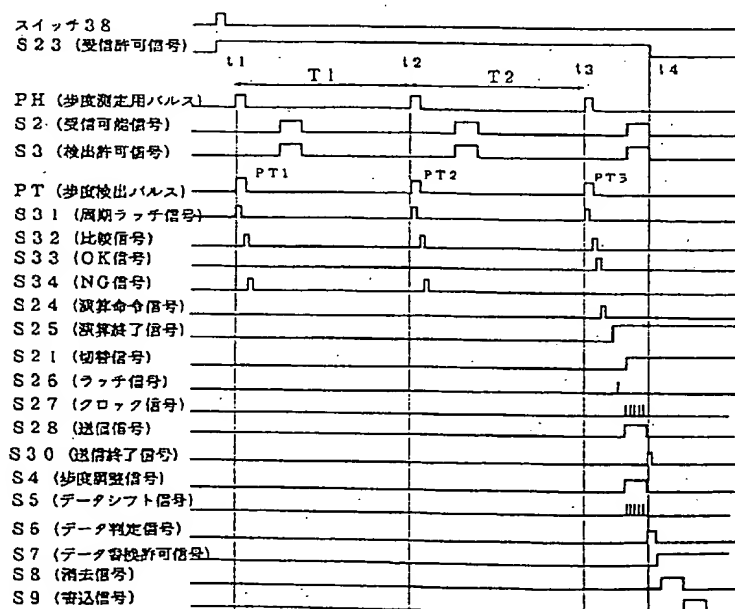 スイッチ38
S23 (受信許可信号)
t1 t2 t3 t4
T1 T2
PH (歩度測定用パルス)
S2 (受信可能信号)
S3 (検出許可信号)
PT1 PT2 PT3
PT (歩度検出パルス)
S31 (周期ラッチ信号)
S32 (比較信号)
S33 (OK信号)
S34 (NG信号)
S24 (演算命令信号)
S25 (演算終了信号)
S21 (切替信号)
S26 (ラッチ信号)
S27 (クロック信号)
S28 (送信信号)
S30 (送信終了信号)
S4 (歩度調整信号)
S5 (データシフト信号)
S6 (データ判定信号)
S7 (データ書換許可信号)
S8 (消去信号)
S9 (書込信号)